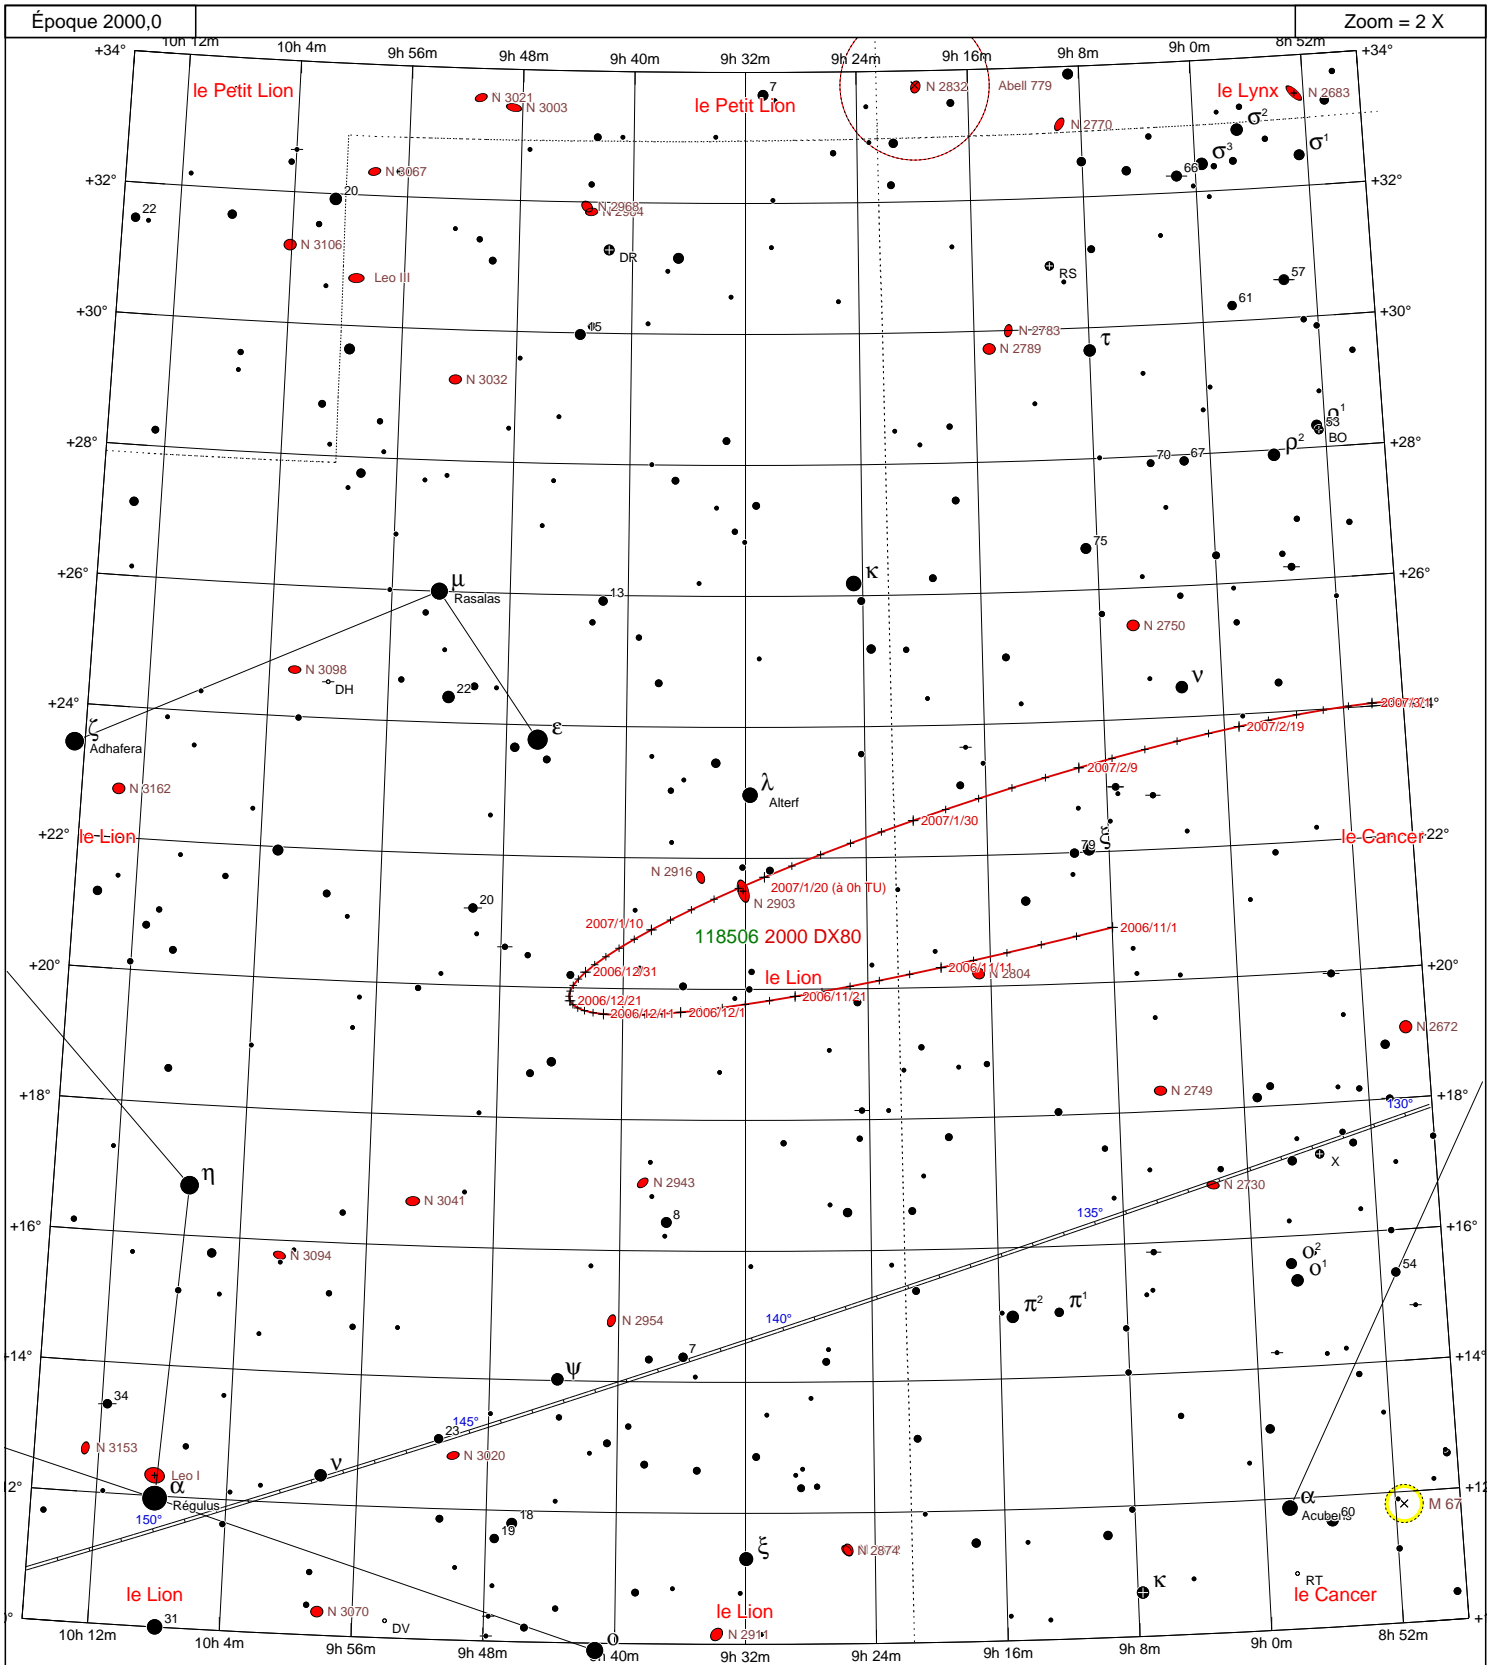 Époque 2000,0
Zoom = 2 X
10h 12m 10h 4m 9h 56m 9h 48m 9h 40m 9h 32m 9h 24m 9h 16m 9h 8m 9h 0m 8h 52m
+34° +34°
le Petit Lion
N 3021
N 3003
le Petit Lion
7
N 2832
Abell 779
le Lynx
N 2683
N 2770
σ2
σ1
σ3
66
N 3067
+32° +32°
20
22
N 2968
N 2964
N 3106
DR
Leo III
RS
57
61
+30° +30°
15
N 2783
N 2789
τ
N 3032
ρ1
53
BO
+28° +28°
ρ2
70
67
75
+26° +26°
μ
Rasalas
κ
13
N 2750
N 3098
DH
22
ν
+24°
2007/3/1
ζ
Adhafera
ε
2007/2/19
2007/2/9
N 3162
λ
Alterf
2007/1/30
+22° +22°
le Lion
le Cancer
ξ
79
N 2916
2007/1/20 (à 0h TU)
N 2903
20
2007/1/10
2006/11/1
118506 2000 DX80
+20° +20°
2006/12/31
le Lion
2006/11/11
N 2804
2006/12/21
2006/11/21
2006/12/11
2006/12/1
N 2672
+18° +18°
N 2749
130°
X
η
N 3041
N 2943
N 2730
8
135°
+16° +16°
N 3094
ο2
ο1
54
π2
π1
N 2954
140°
7
+14° +14°
ψ
34
145°
23
N 3153
N 3020
Leo I
ν
α
Régulus
α
Acubens
60
M 67
150°
18
19
ξ
N 2874
κ
RT
le Lion
le Lion
le Cancer
N 3070
DV
31
ο
N 2911
10h 12m 10h 4m 9h 56m 9h 48m 9h 40m 9h 32m 9h 24m 9h 16m 9h 8m 9h 0m 8h 52m